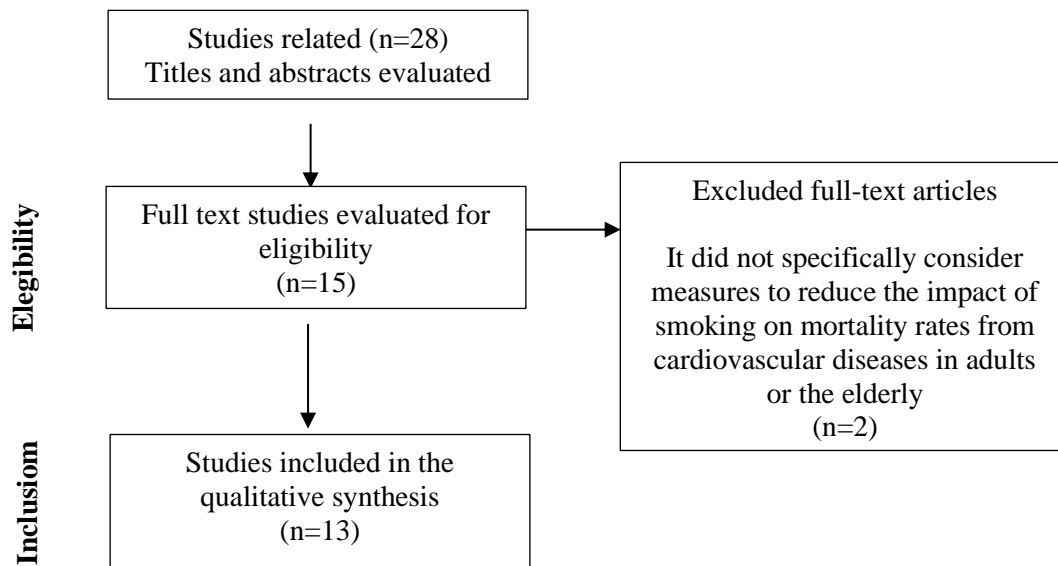 Studies related (n=28)
Titles and abstracts evaluated
Elegibility
Full text studies evaluated for
eligibility
(n=15)
Excluded full-text articles
It did not specifically consider
measures to reduce the impact of
smoking on mortality rates from
cardiovascular diseases in adults
or the elderly
(n=2)
Inclusiom
Studies included in the
qualitative synthesis
(n=13)